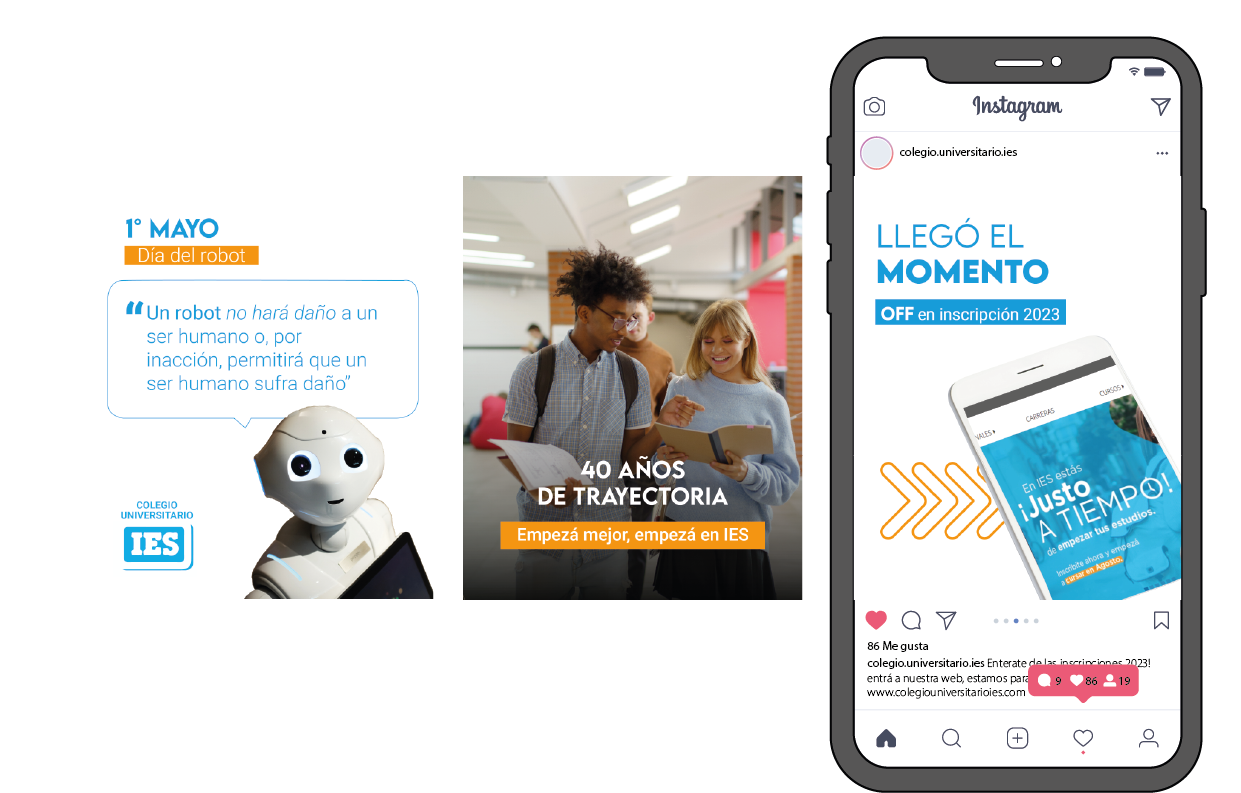 1° MAYO
Día del robot
“Un robot no hará daño a un
ser humano o, por
inacción, permitirá que un
ser humano sufra daño”
COLEGIO
UNIVERSITARIO
IES
40 AÑOS
DE TRAYECTORIA
Empezá mejor, empezá en IES
Instagram
colegio.universitario.ies
LLEGÓ EL
MOMENTO
OFF en inscripción 2023
VALES
CARRERAS
CURSOS
En IES estás
¡Justo
A TIEMPO!
de empezar tus estudios.
Inscribite ahora y empezá
a cursar en Agosto.
86 Me gusta
colegio.universitario.ies Enterate de las inscripciones 2023!
entrá a nuestra web, estamos para
www.colegiouniversitarioies.com
9 86 19